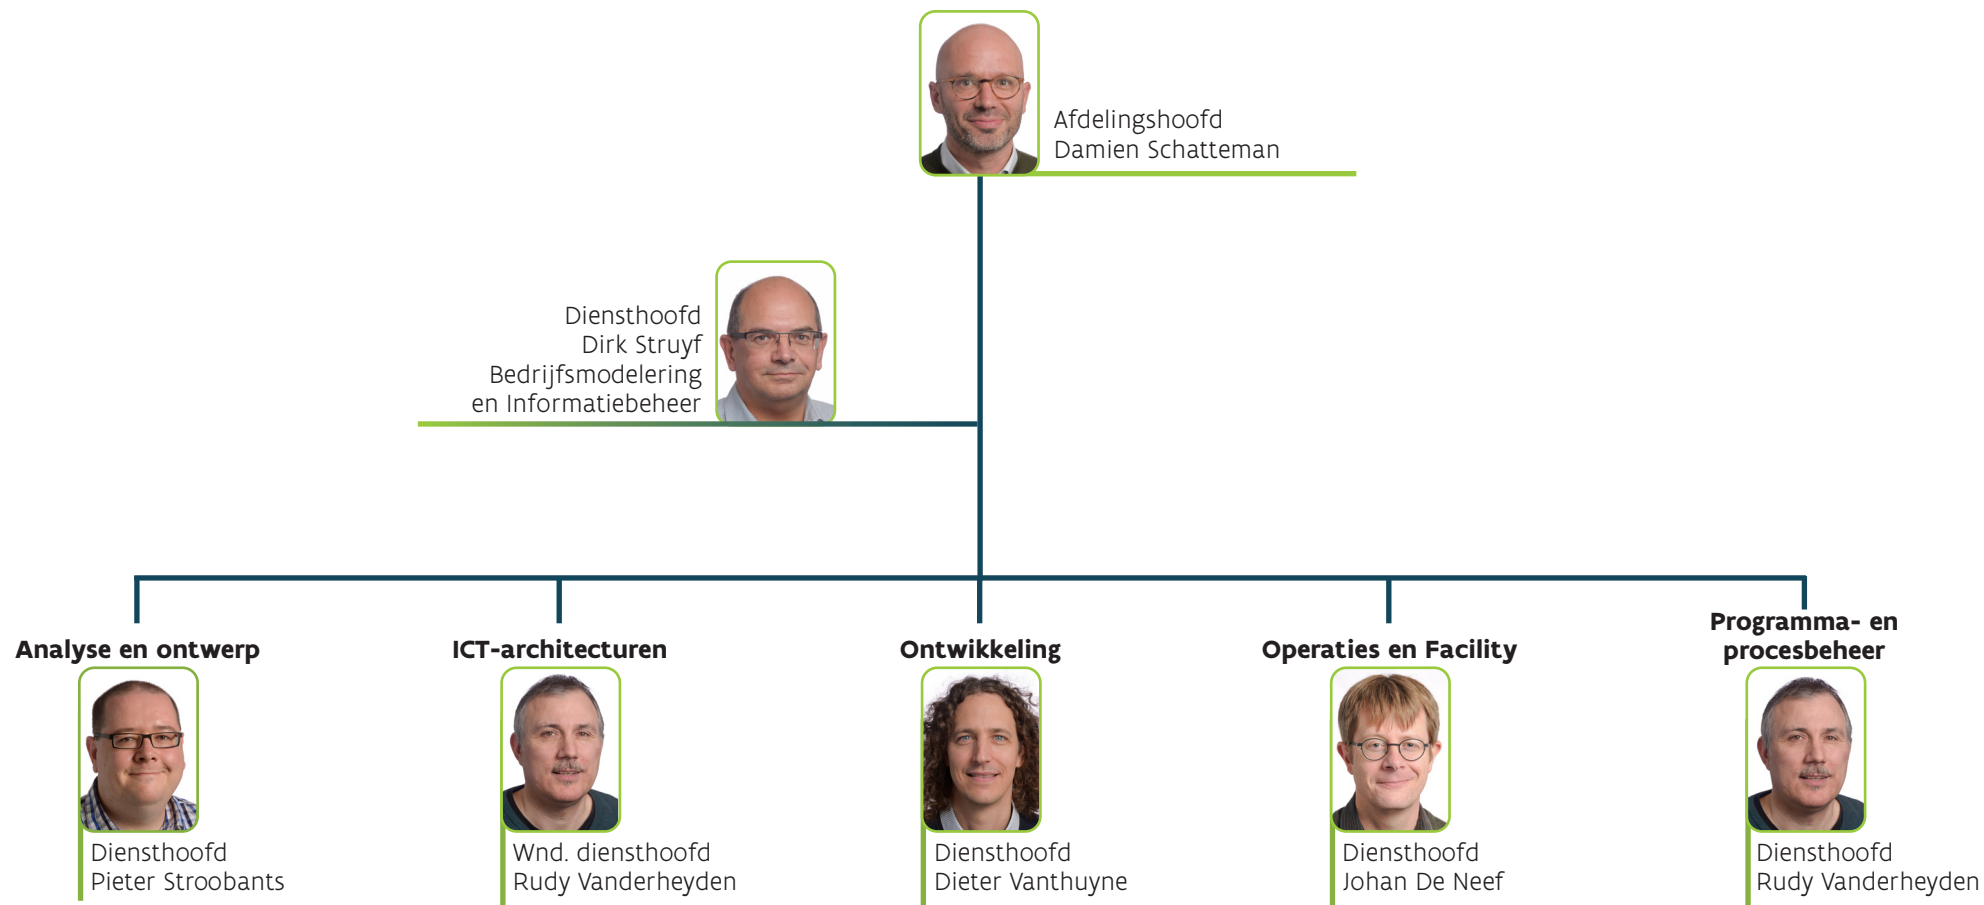 Afdelingshoofd
Damien Schatteman
Diensthoofd
Dirk Struyf
Bedrijfsmodelering
en Informatiebeheer
Analyse en ontwerp
Diensthoofd
Pieter Stroobants
ICT-architecturen
Wnd. diensthoofd
Rudy Vanderheyden
Ontwikkeling
Diensthoofd
Dieter Vanthuyne
Operaties en Facility
Diensthoofd
Johan De Neef
Programma- en
procesbeheer
Diensthoofd
Rudy Vanderheyden